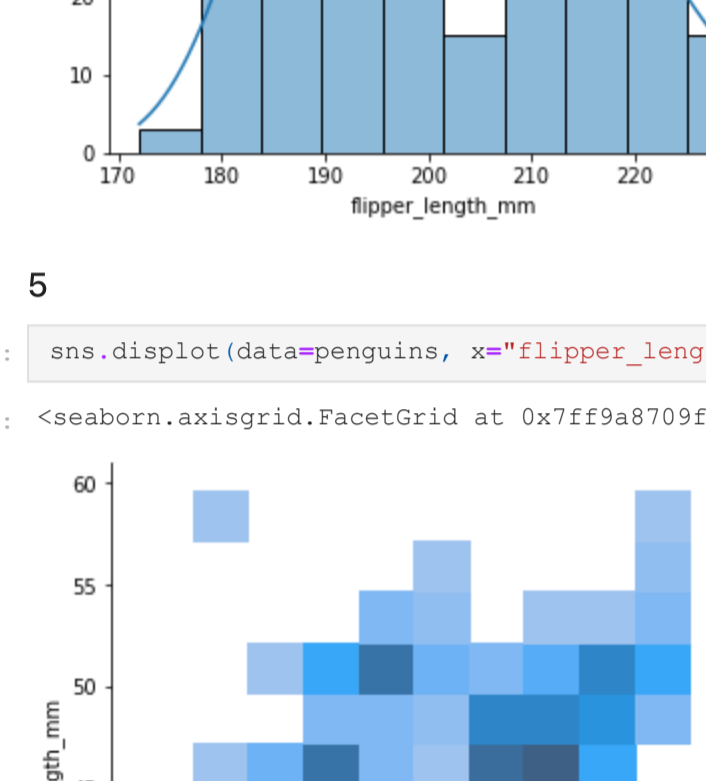 10
0
170 180 190 200 210 220
flipper_length_mm
5
: sns.displot(data=penguins, x="flipper_leng
: <seaborn.axisgrid.FacetGrid at 0x7ff9a8709f
60
55
50
gth_mm